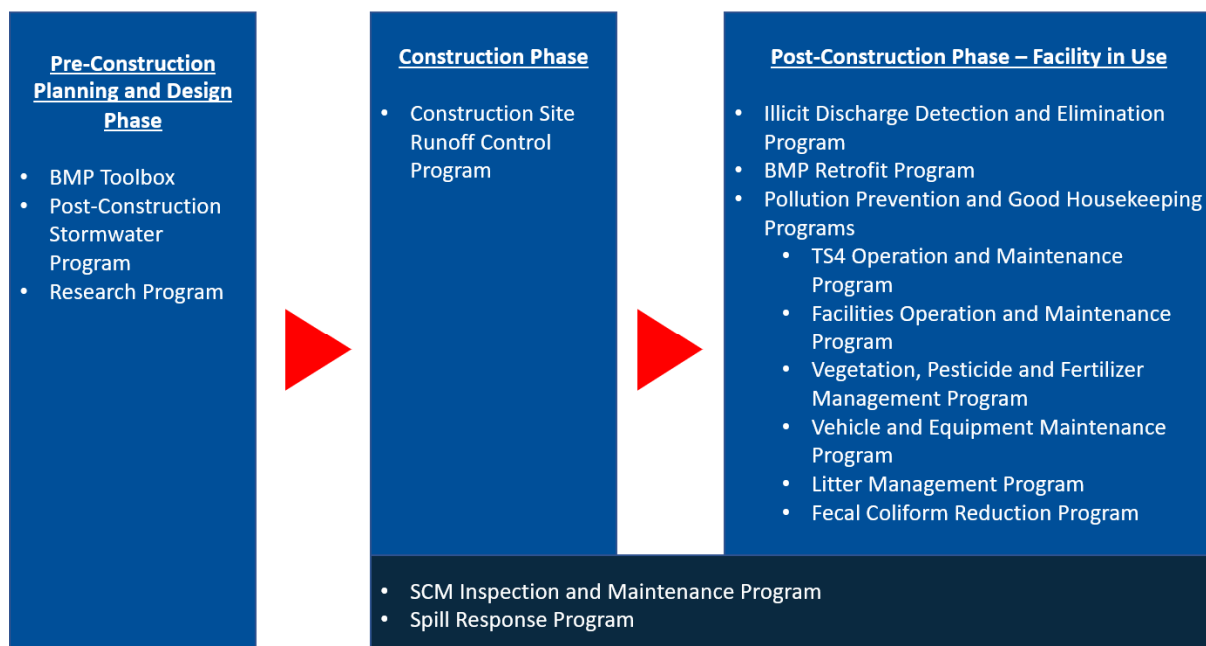 Pre-Construction
Planning and Design
Phase
• BMP Toolbox
• Post-Construction
Stormwater
Program
• Research Program
Construction Phase
• Construction Site
Runoff Control
Program
Post-Construction Phase – Facility in Use
• Illicit Discharge Detection and Elimination
Program
• BMP Retrofit Program
• Pollution Prevention and Good Housekeeping
Programs
• TS4 Operation and Maintenance
Program
• Facilities Operation and Maintenance
Program
• Vegetation, Pesticide and Fertilizer
Management Program
• Vehicle and Equipment Maintenance
Program
• Litter Management Program
• Fecal Coliform Reduction Program
• SCM Inspection and Maintenance Program
• Spill Response Program